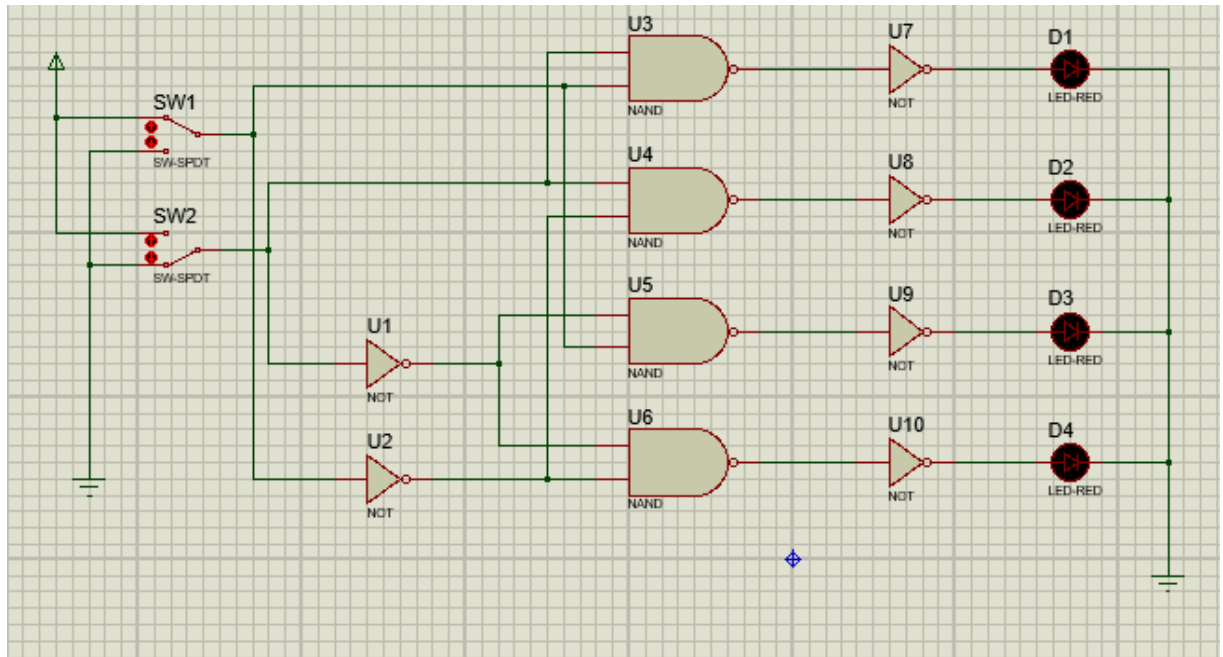 U3
NAND
U7
NOT
D1
LED-RED
SW1
SW-SPDT
U4
NAND
U8
NOT
D2
LED-RED
SW2
SW-SPDT
U5
NAND
U9
NOT
D3
LED-RED
U1
NOT
U6
NAND
U10
NOT
D4
LED-RED
U2
NOT